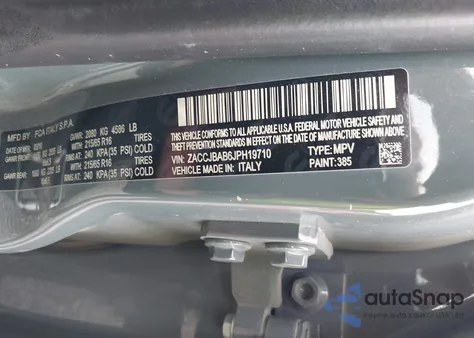 MFD BY FCA ITALY S.P.A.
GVWR: 2080 KG 4586 LB
TIRES
215/65 R16
240 KPA(35 PSI) COLD
TIRES
215/65 R16
240 KPA(35 PSI) COLD
THIS VEHICLE CONFORMS TO ALL APPLICABLE
U.S.A. FEDERAL MOTOR VEHICLE SAFETY AND
THEFT PREVENTION STANDARDS IN EFFECT ON
THE DATE OF MANUFACTURE SHOWN ABOVE
VIN: ZACCJBAB6JPH19710 TYPE: MPV
VEHICLE MADE IN: ITALY PAINT: 385
autoSnap